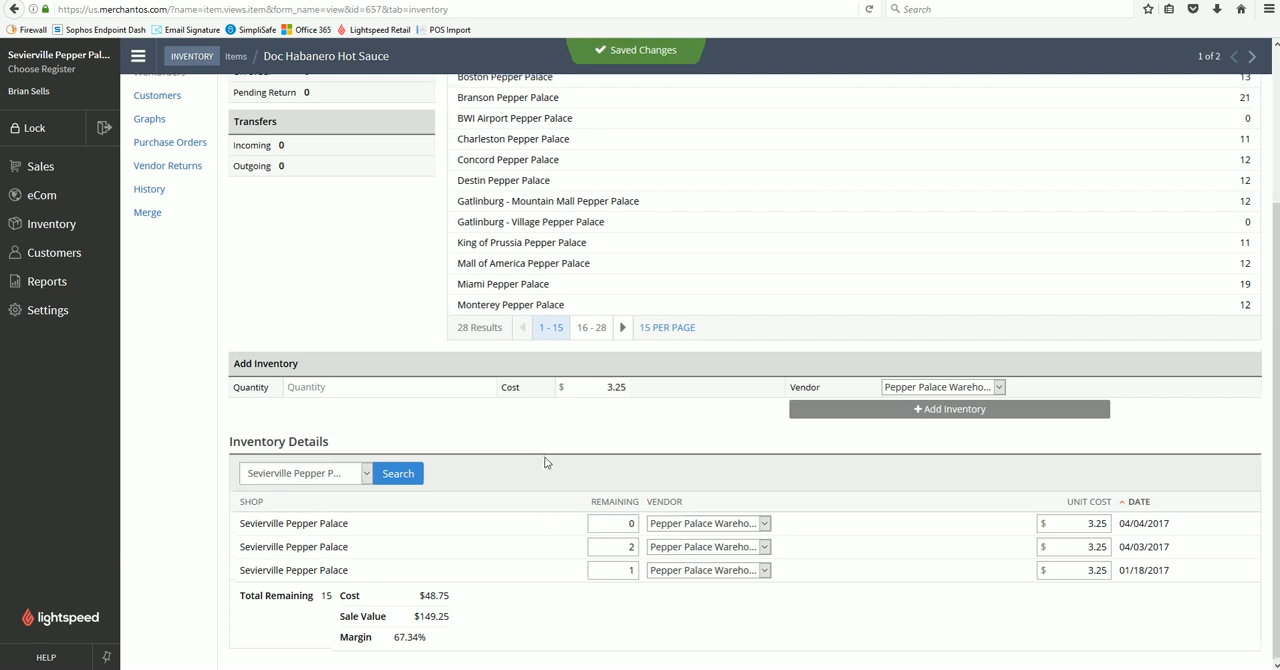 https://us.merchantos.com/?name=item.views.item&form_name=view&id=657&tab=inventory
Search
Firewall Sophos Endpoint Dash Email Signature SimpliSafe Office 365 Lightspeed Retail POS Import
Sevierville Pepper Pal...
Choose Register
Brian Sells
INVENTORY Items / Doc Habanero Hot Sauce
Saved Changes
1 of 2
Lock
Sales
eCom
Inventory
Customers
Reports
Settings
lightspeed
HELP
Customers
Graphs
Purchase Orders
Vendor Returns
History
Merge
Pending Return 0
Transfers
Incoming 0
Outgoing 0
Boston Pepper Palace 13
Branson Pepper Palace 21
BWI Airport Pepper Palace 0
Charleston Pepper Palace 11
Concord Pepper Palace 12
Destin Pepper Palace 12
Gatlinburg - Mountain Mall Pepper Palace 12
Gatlinburg - Village Pepper Palace 0
King of Prussia Pepper Palace 11
Mall of America Pepper Palace 12
Miami Pepper Palace 19
Monterey Pepper Palace 12
28 Results 1 - 15 16 - 28 15 PER PAGE
Add Inventory
Quantity Quantity Cost $ 3.25 Vendor Pepper Palace Wareho...
+ Add Inventory
Inventory Details
Sevierville Pepper P... Search
SHOP REMAINING VENDOR UNIT COST DATE
Sevierville Pepper Palace 0 Pepper Palace Wareho... $ 3.25 04/04/2017
Sevierville Pepper Palace 2 Pepper Palace Wareho... $ 3.25 04/03/2017
Sevierville Pepper Palace 1 Pepper Palace Wareho... $ 3.25 01/18/2017
Total Remaining 15 Cost $48.75
Sale Value $149.25
Margin 67.34%